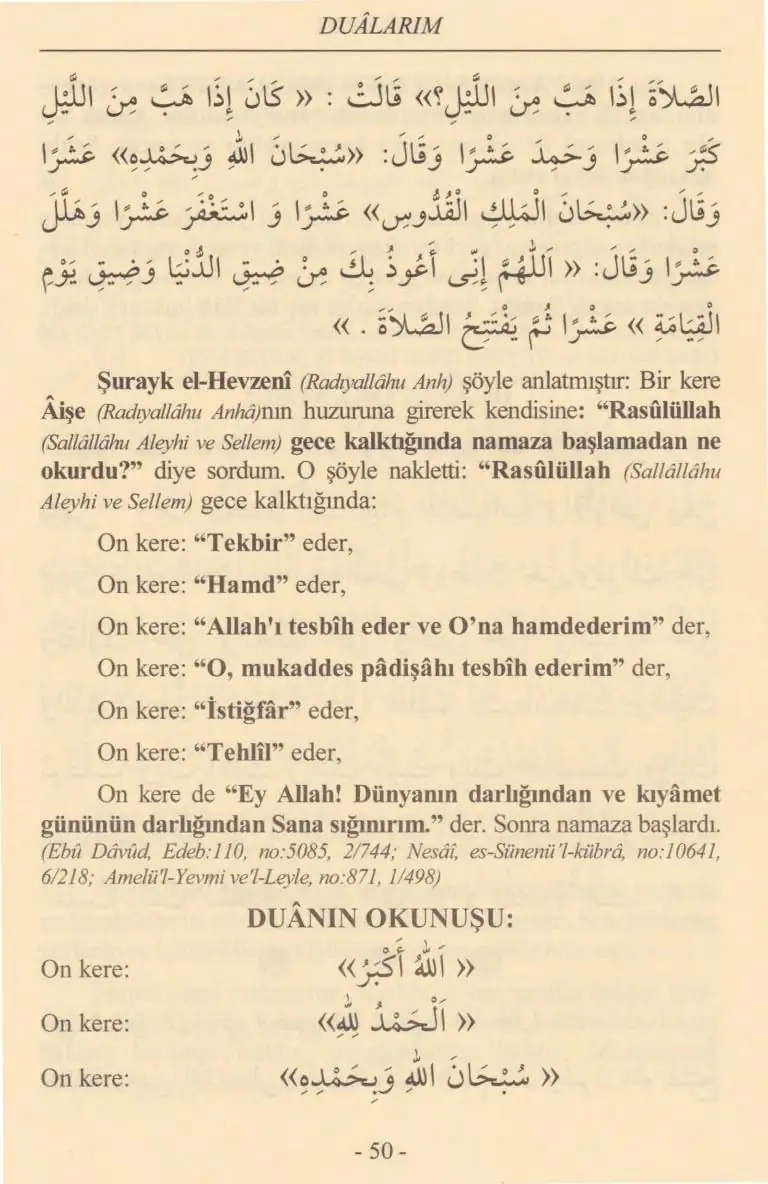 DUÂLARIM
الصَّلاَةَ إِذَا هَبَّ مِنَ اللَّيْلِ؟» قَالَتْ : « كَانَ إِذَا هَبَّ مِنَ اللَّيْلِ
كَبَّرَ عَشْرًا وَحَمِدَ عَشْرًا وَقَالَ: «سُبْحَانَ اللهِ وَبِحَمْدِهِ» عَشْرًا
وَقَالَ: «سُبْحَانَ الْمَلِكِ الْقُدُّوسِ» عَشْرًا وَ اسْتَغْفَرَ عَشْرًا وَهَلَّلَ
عَشْرًا وَقَالَ: « اَللَّهُمَّ إِنِّى أَعُوذُ بِكَ مِنْ ضِيقِ الدُّنْيَا وَضِيقِ يَوْمِ
الْقِيَامَةِ » عَشْرًا ثُمَّ يَفْتَتِحُ الصَّلاَةَ . »
Şurayk el-Hevzenî (Radıyallâhu Anh) şöyle anlatmıştır: Bir kere
Âişe (Radıyallâhu Anhâ)nın huzuruna girerek kendisine: “Rasûlüllah
(Sallâllâhu Aleyhi ve Sellem) gece kalktığında namaza başlamadan ne
okurdu?” diye sordum. O şöyle nakletti: “Rasûlüllah (Sallâllâhu
Aleyhi ve Sellem) gece kalktığında:
On kere: “Tekbir” eder,
On kere: “Hamd” eder,
On kere: “Allah'ı tesbîh eder ve O’na hamdederim” der,
On kere: “O, mukaddes pâdişâhı tesbîh ederim” der,
On kere: “İstiğfâr” eder,
On kere: “Tehlîl” eder,
On kere de “Ey Allah! Dünyanın darlığından ve kıyâmet
gününün darlığından Sana sığınırım.” der. Sonra namaza başlardı.
(Ebû Dâvûd, Edeb:110, no:5085, 2/744; Nesâî, es-Sünenü'l-kübrâ, no:10641,
6/218; Amelü'l-Yevmi ve'l-Leyle, no:871, 1/498)
DUÂNIN OKUNUŞU:
On kere: « اَللهُ أَكْبَرُ»
On kere: « اَلْحَمْدُ لِلَّهِ»
On kere: « سُبْحَانَ اللهِ وَبِحَمْدِهِ»
- 50 -